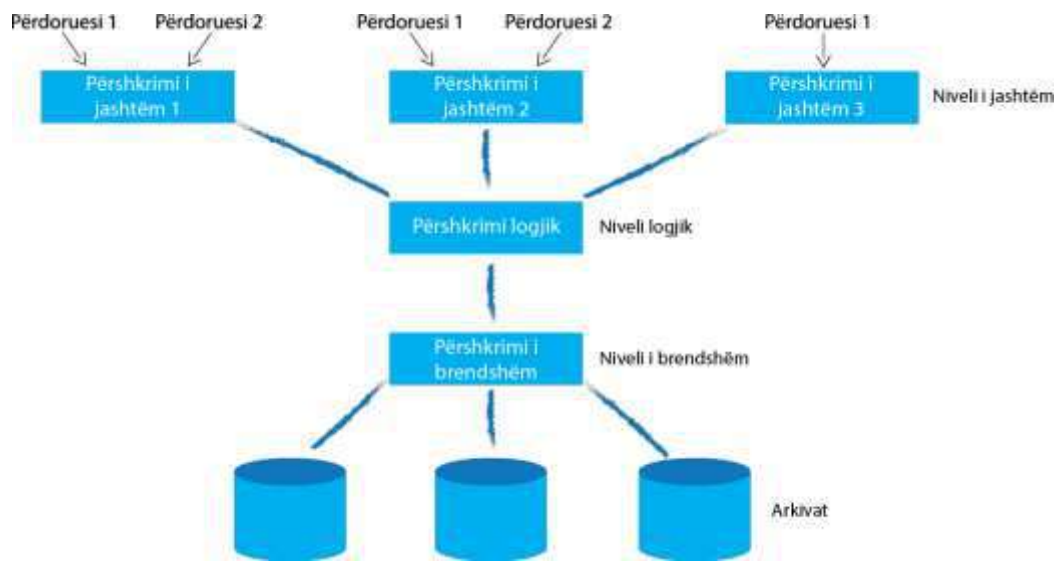 Përdoruesi 1 Përdoruesi 2 Përdoruesi 1 Përdoruesi 2 Përdoruesi 1
Përshkrimi i
jashtëm 1
Përshkrimi i
jashtëm 2
Përshkrimi i
jashtëm 3
Niveli i jashtëm
Përshkrimi logjik
Niveli logjik
Përshkrimi i
brendshëm
Niveli i brendshëm
Arkivat